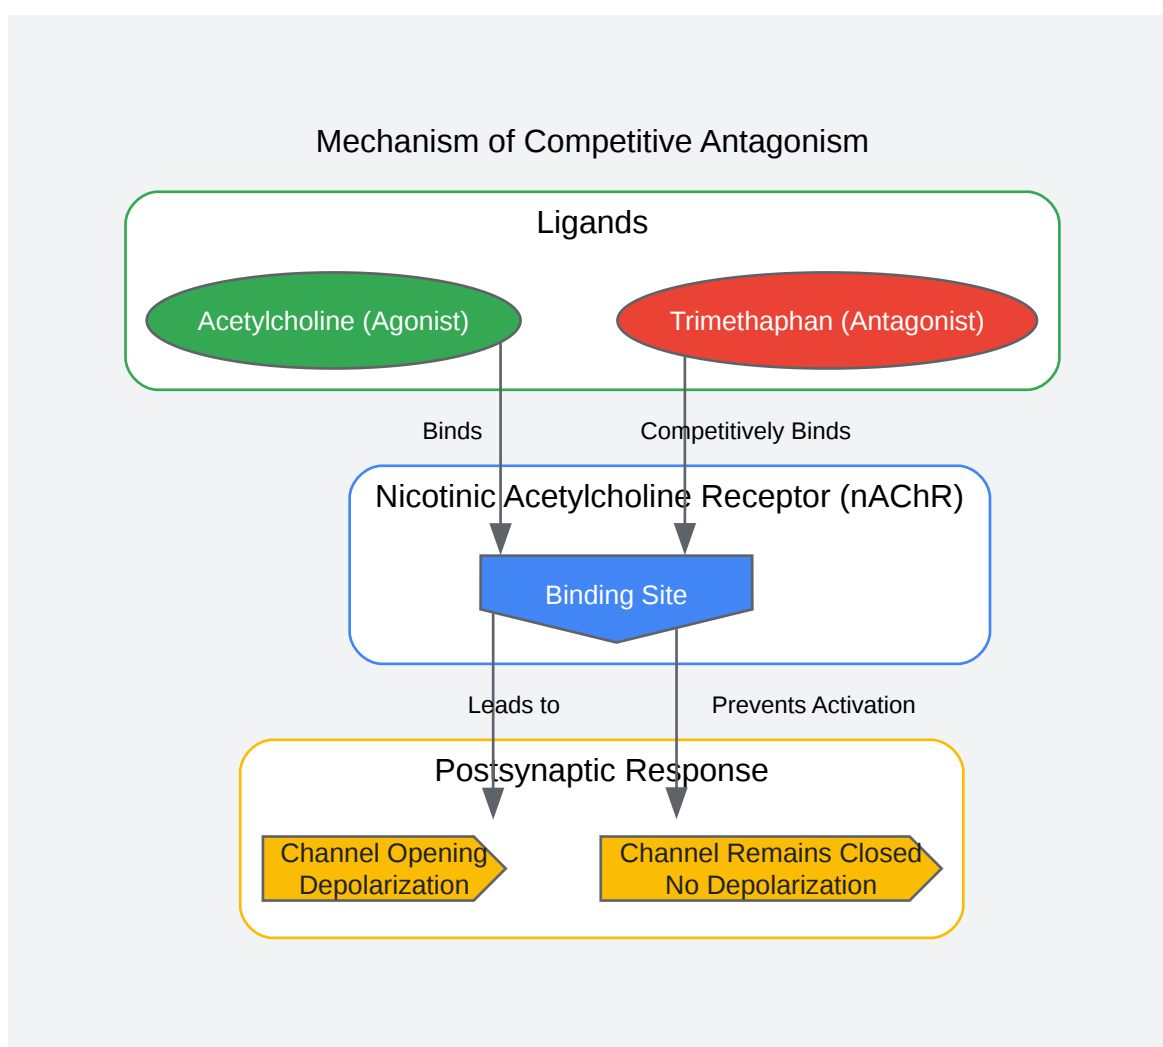 Mechanism of Competitive Antagonism
Ligands
Acetylcholine (Agonist)
Trimethaphan (Antagonist)
Binds
Competitively Binds
Nicotinic Acetylcholine Receptor (nAChR)
Binding Site
Leads to
Prevents Activation
Postsynaptic Response
Channel Opening
Depolarization
Channel Remains Closed
No Depolarization